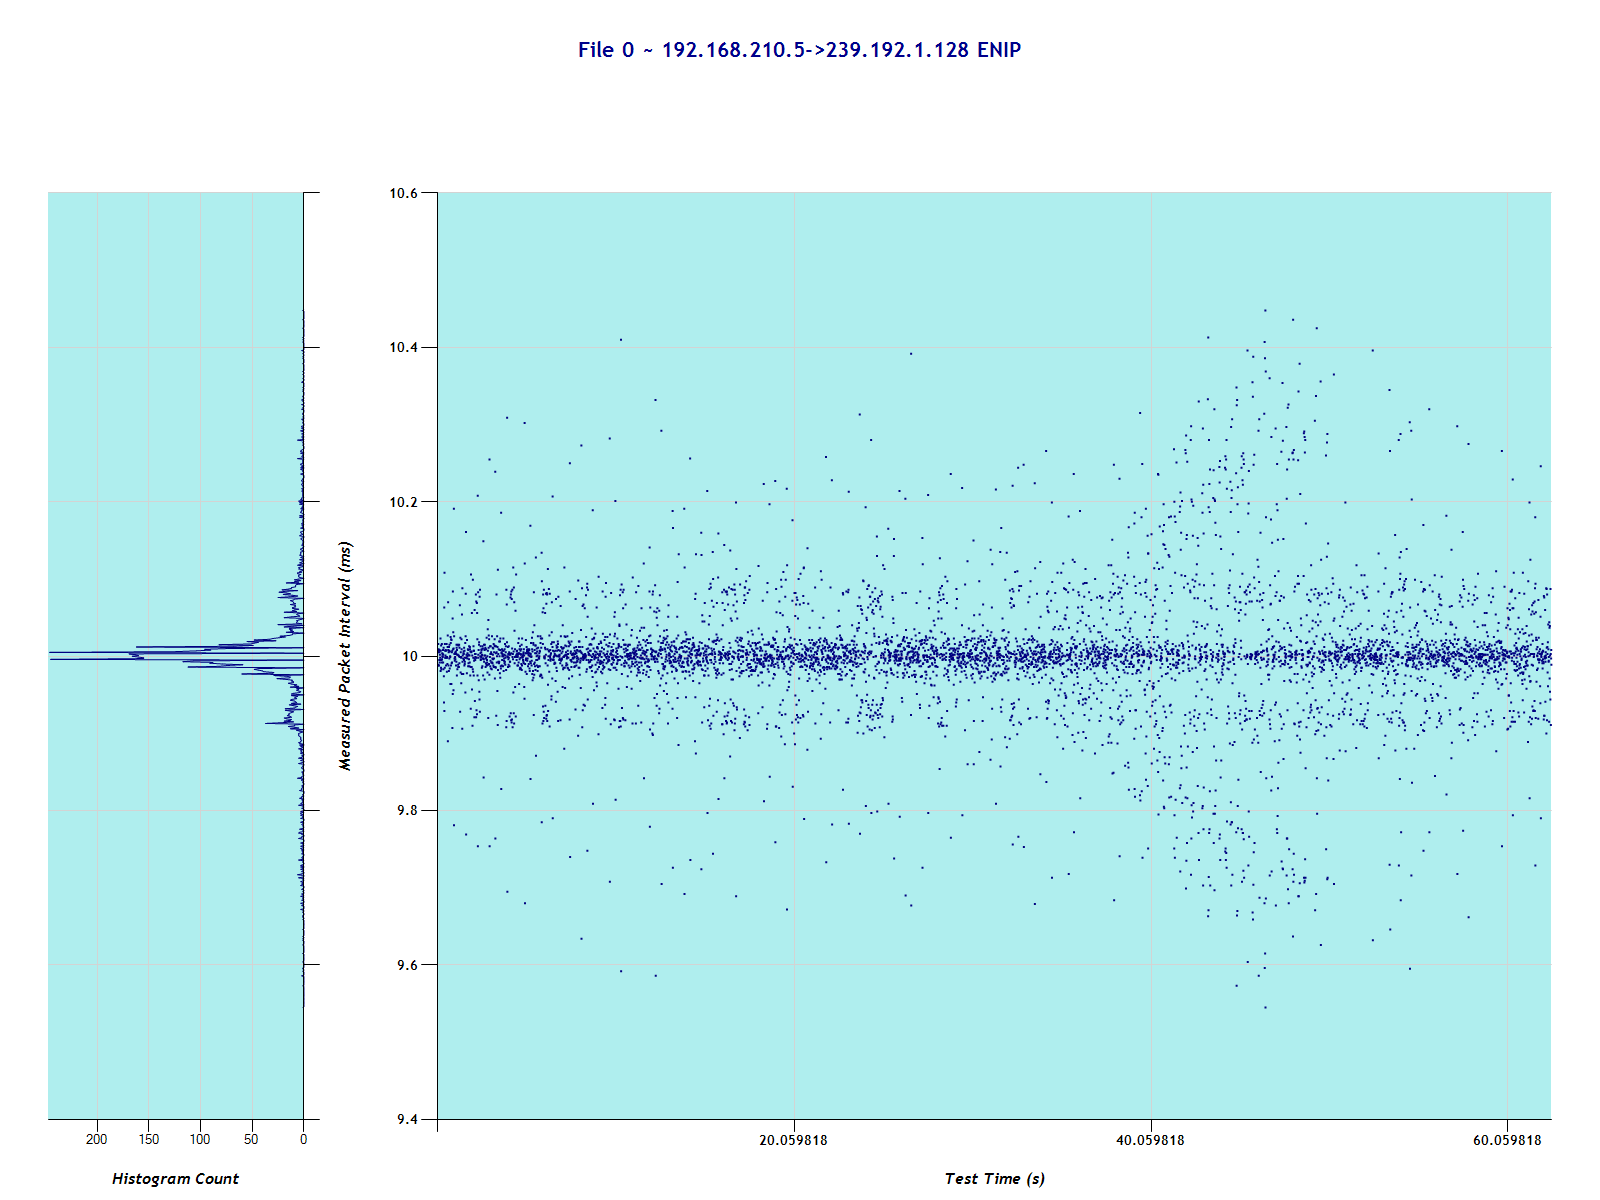 File 0 ~ 192.168.210.5->239.192.1.128 ENIP
10.6
10.4
10.2
10
9.8
9.6
9.4
Measured Packet Interval (ms)
200 150 100 50 0
20.059818 40.059818 60.059818
Histogram Count
Test Time (s)